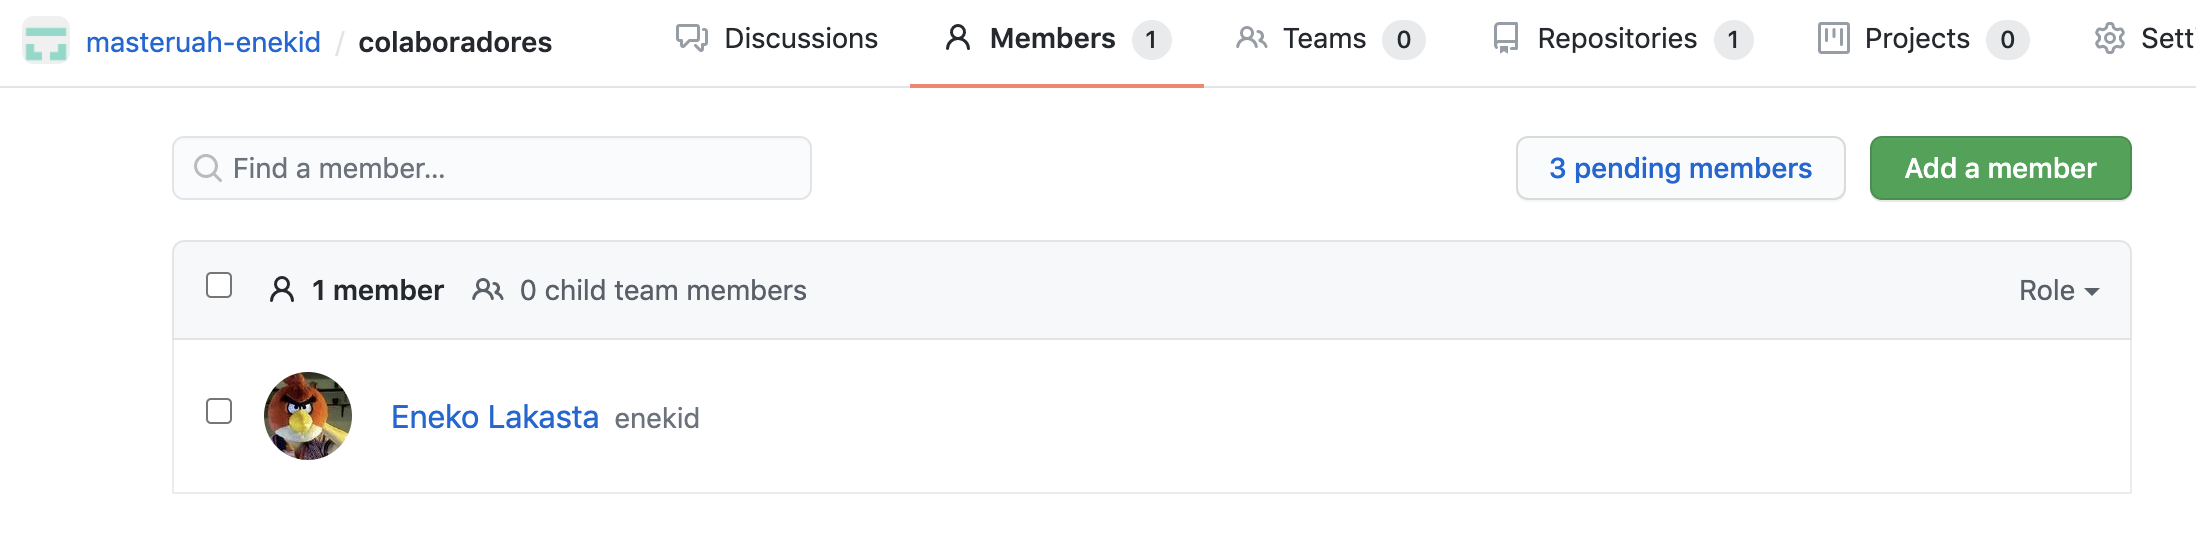 masteruah-enekid / colaboradores Discussions Members 1 Teams 0 Repositories 1 Projects 0 Sett
Find a member... 3 pending members Add a member
1 member 0 child team members Role
Eneko Lakasta enekid